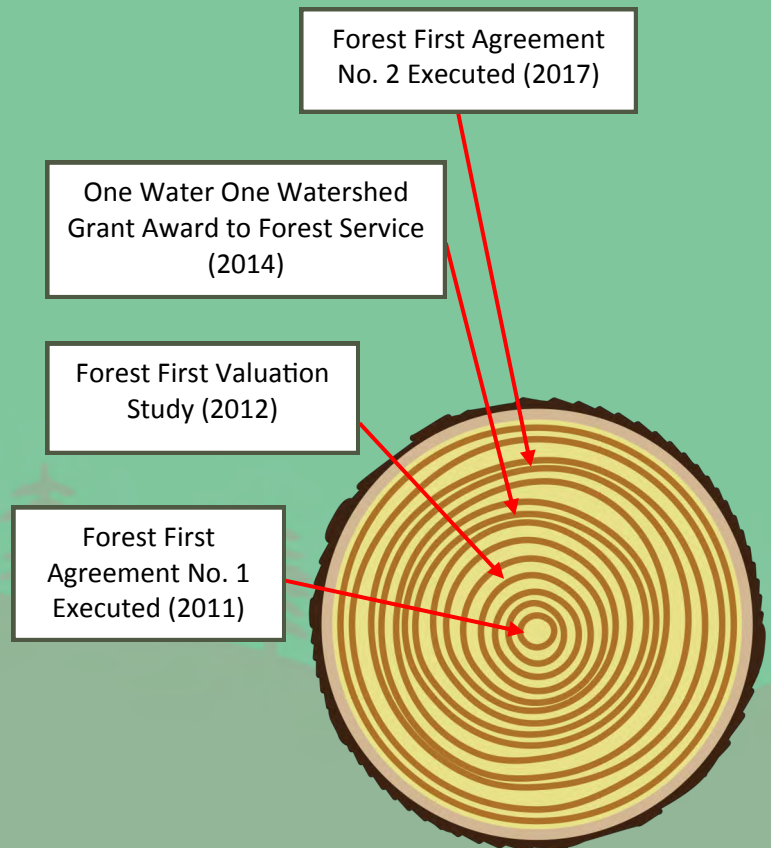 Forest First Agreement
No. 2 Executed (2017)
One Water One Watershed
Grant Award to Forest Service
(2014)
Forest First Valuation
Study (2012)
Forest First
Agreement No. 1
Executed (2011)